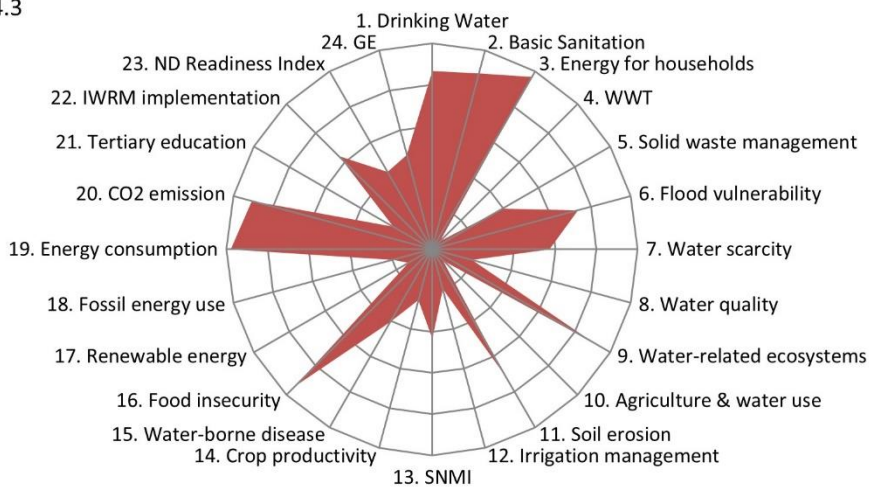 1. Drinking Water
2. Basic Sanitation
3. Energy for households
4. WWT
5. Solid waste management
6. Flood vulnerability
7. Water scarcity
8. Water quality
9. Water-related ecosystems
10. Agriculture & water use
11. Soil erosion
12. Irrigation management
13. SNMI
14. Crop productivity
15. Water-borne disease
16. Food insecurity
17. Renewable energy
18. Fossil energy use
19. Energy consumption
20. CO2 emission
21. Tertiary education
22. IWRM implementation
23. ND Readiness Index
24. GE